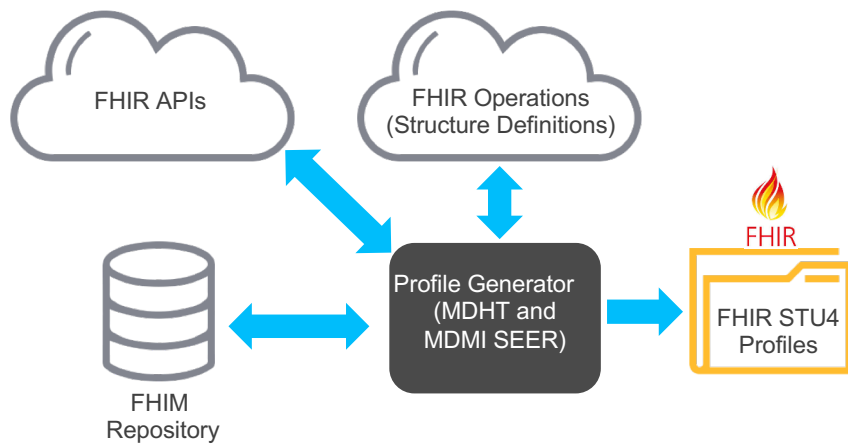 FHIR APIs
FHIR Operations
(Structure Definitions)
FHIR
Profile Generator
(MDHT and
MDMI SEER)
FHIR STU4
Profiles
FHIM
Repository